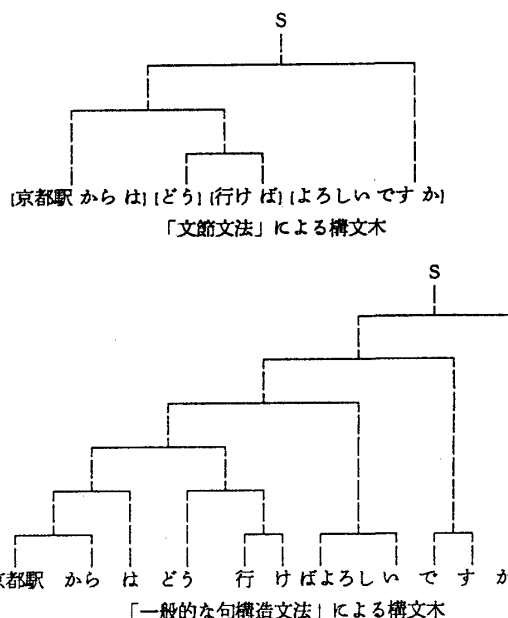 S
[京都駅 から は] [どう] [行け ば] [よろしい です か]
「文節文法」による構文木
S
京都駅 から は どう 行 け ばよろし い で す か
「一般的な句構造文法」による構文木